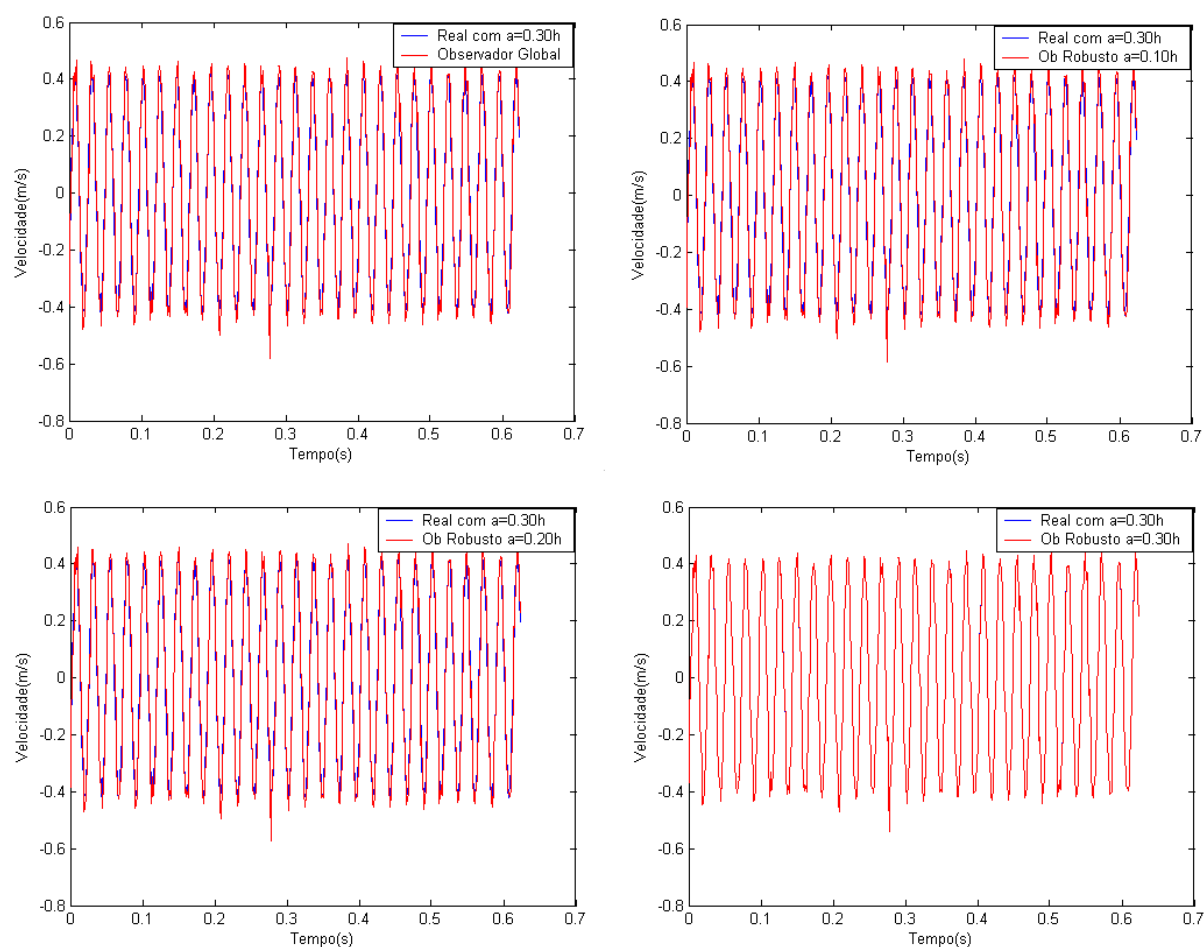 0.6
0.4
0.2
0
-0.2
-0.4
-0.6
-0.8
Velocidade(m/s)
Real com a=0.30h
Observador Global
0 0.1 0.2 0.3 0.4 0.5 0.6 0.7
Tempo(s)
0.6
0.4
0.2
0
-0.2
-0.4
-0.6
-0.8
Velocidade(m/s)
Real com a=0.30h
Ob Robusto a=0.10h
0 0.1 0.2 0.3 0.4 0.5 0.6 0.7
Tempo(s)
0.6
0.4
0.2
0
-0.2
-0.4
-0.6
-0.8
Velocidade(m/s)
Real com a=0.30h
Ob Robusto a=0.20h
0 0.1 0.2 0.3 0.4 0.5 0.6 0.7
Tempo(s)
0.6
0.4
0.2
0
-0.2
-0.4
-0.6
-0.8
Velocidade(m/s)
Real com a=0.30h
Ob Robusto a=0.30h
0 0.1 0.2 0.3 0.4 0.5 0.6 0.7
Tempo(s)